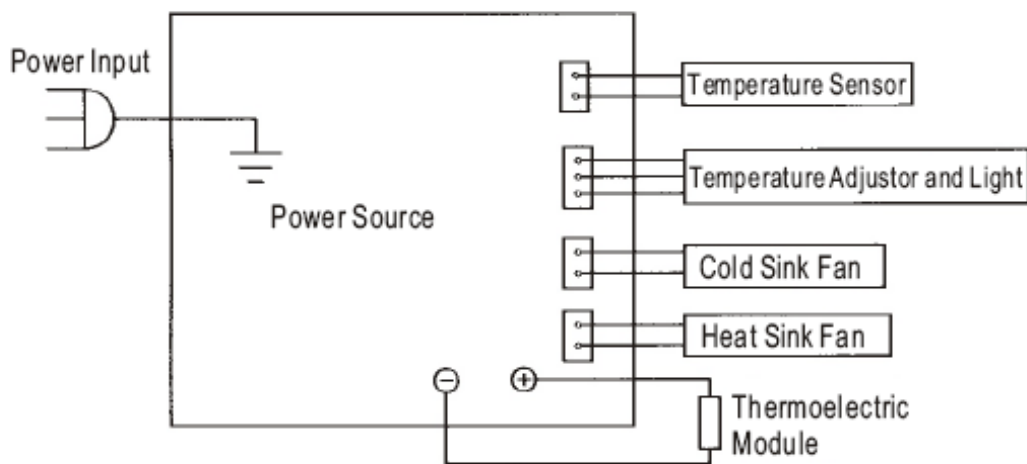 Power Input
Temperature Sensor
Temperature Adjustor and Light
Power Source
Cold Sink Fan
Heat Sink Fan
− +
Thermoelectric
Module